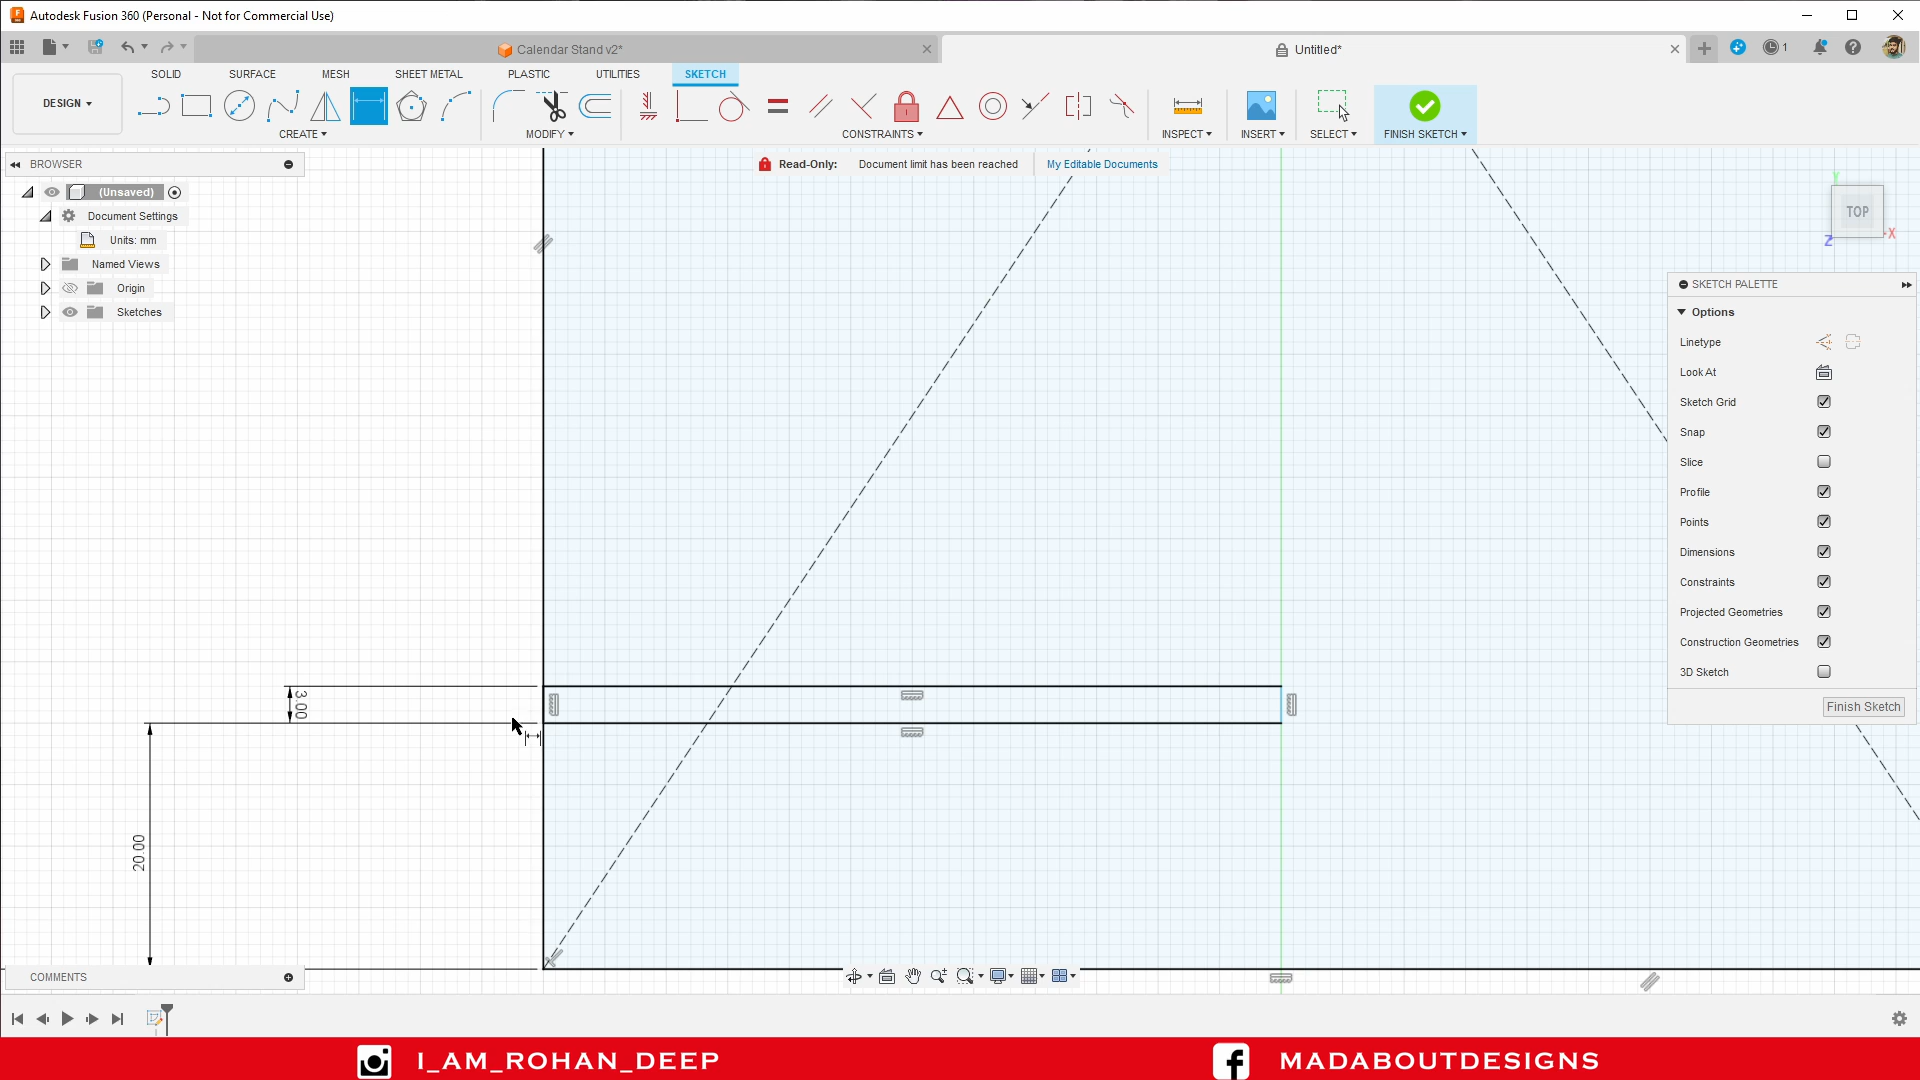 Autodesk Fusion 360 (Personal - Not for Commercial Use)
Calendar Stand v2*
Untitled*
1
DESIGN
SOLID
SURFACE
MESH
SHEET METAL
PLASTIC
UTILITIES
SKETCH
CREATE
MODIFY
CONSTRAINTS
INSPECT
INSERT
SELECT
FINISH SKETCH
BROWSER
Read-Only:
Document limit has been reached
My Editable Documents
(Unsaved)
Document Settings
Units: mm
Named Views
Origin
Sketches
Y
TOP
X
Z
SKETCH PALETTE
Options
Linetype
Look At
Sketch Grid
Snap
Slice
Profile
Points
Dimensions
Constraints
Projected Geometries
Construction Geometries
3D Sketch
Finish Sketch
3.00
20.00
COMMENTS
I_AM_ROHAN_DEEP
MADABOUTDESIGNS